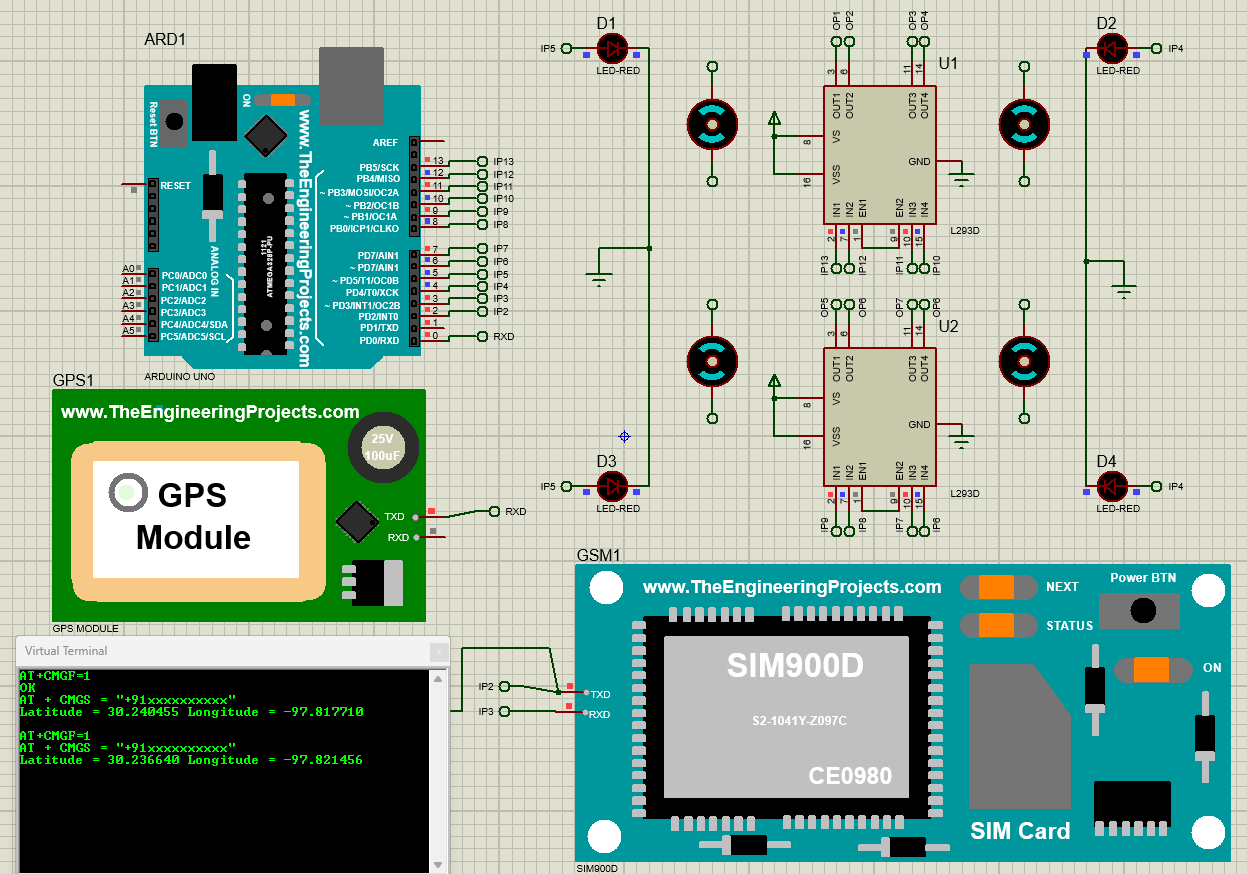 ARD1
ON
Reset BTN
www.TheEngineeringProjects.com
AREF
RESET
PB5/SCK 13 IP13
PB4/MISO 12 IP12
~ PB3/MOSI/OC2A 11 IP11
~ PB2/OC1B 10 IP10
~ PB1/OC1A 9 IP9
PB0/ICP1/CLKO 8 IP8
PD7/AIN1 7 IP7
~ PD7/AIN1 6 IP6
~ PD5/T1/OC0B 5 IP5
PD4/T0/XCK 4 IP4
~ PD3/INT1/OC2B 3 IP3
PD2/INT0 2 IP2
PD1/TXD 1
PD0/RXD 0 RXD
1121
ATMEGA328P-PU
ANALOG IN
A0 PC0/ADC0
A1 PC1/ADC1
A2 PC2/ADC2
A3 PC3/ADC3
A4 PC4/ADC4/SDA
A5 PC5/ADC5/SCL
ARDUINO UNO
D1
IP5
LED-RED
D2
IP4
LED-RED
OP1 OP2 OP3 OP4
U1
3 6 11 14
OUT1 OUT2 OUT3 OUT4
8 VS
16 VSS
GND
IN1 IN2 EN1 EN2 IN3 IN4
2 7 1 9 10 15
L293D
IP13 IP12 IP11 IP10
OP5 OP6 OP7 OP6
U2
3 6 11 14
OUT1 OUT2 OUT3 OUT4
8 VS
16 VSS
GND
IN1 IN2 EN1 EN2 IN3 IN4
2 7 1 9 10 15
L293D
IP9 IP8 IP7 IP6
D3
IP5
LED-RED
D4
IP4
LED-RED
GPS1
www.TheEngineeringProjects.com
25V
100uF
GPS
Module
TXD
RXD
RXD
GPS MODULE
Virtual Terminal
AT+CMGF=1
OK
AT + CMGS = "+91xxxxxxxxxx"
Latitude = 30.240455 Longitude = -97.817710
AT+CMGF=1
AT + CMGS = "+91xxxxxxxxxx"
Latitude = 30.236640 Longitude = -97.821456
GSM1
IP2 TXD
IP3 RXD
www.TheEngineeringProjects.com
NEXT
STATUS
Power BTN
ON
SIM900D
S2-1041Y-Z097C
CE0980
SIM Card
SIM900D